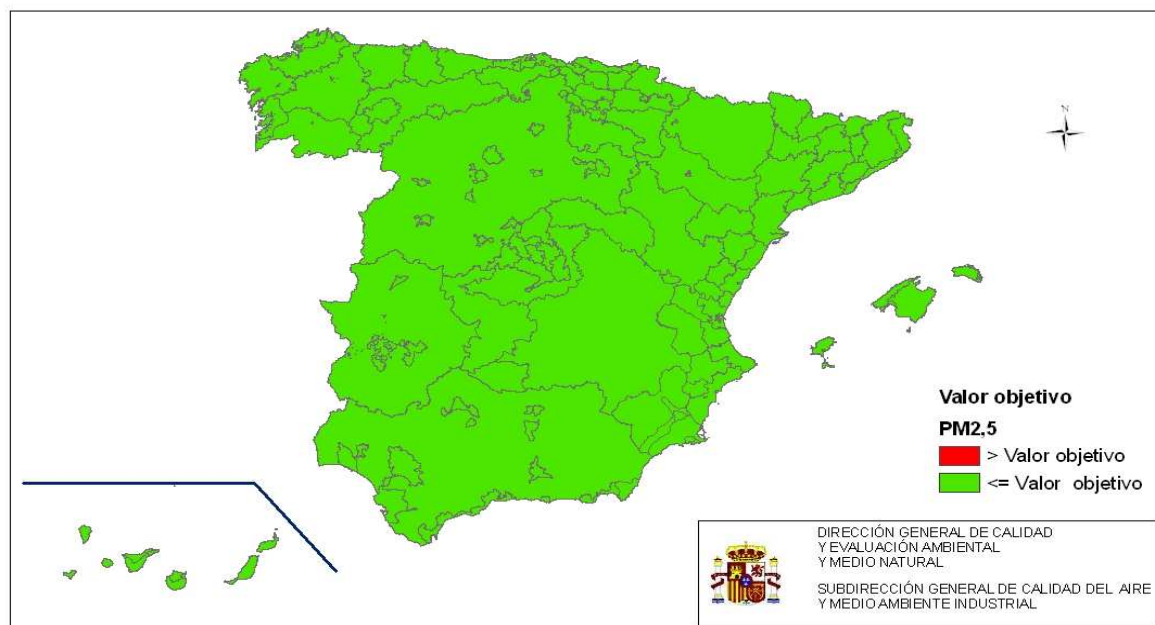 N
Valor objetivo
PM2,5
> Valor objetivo
<= Valor objetivo
DIRECCIÓN GENERAL DE CALIDAD
Y EVALUACIÓN AMBIENTAL
Y MEDIO NATURAL
SUBDIRECCIÓN GENERAL DE CALIDAD DEL AIRE
Y MEDIO AMBIENTE INDUSTRIAL